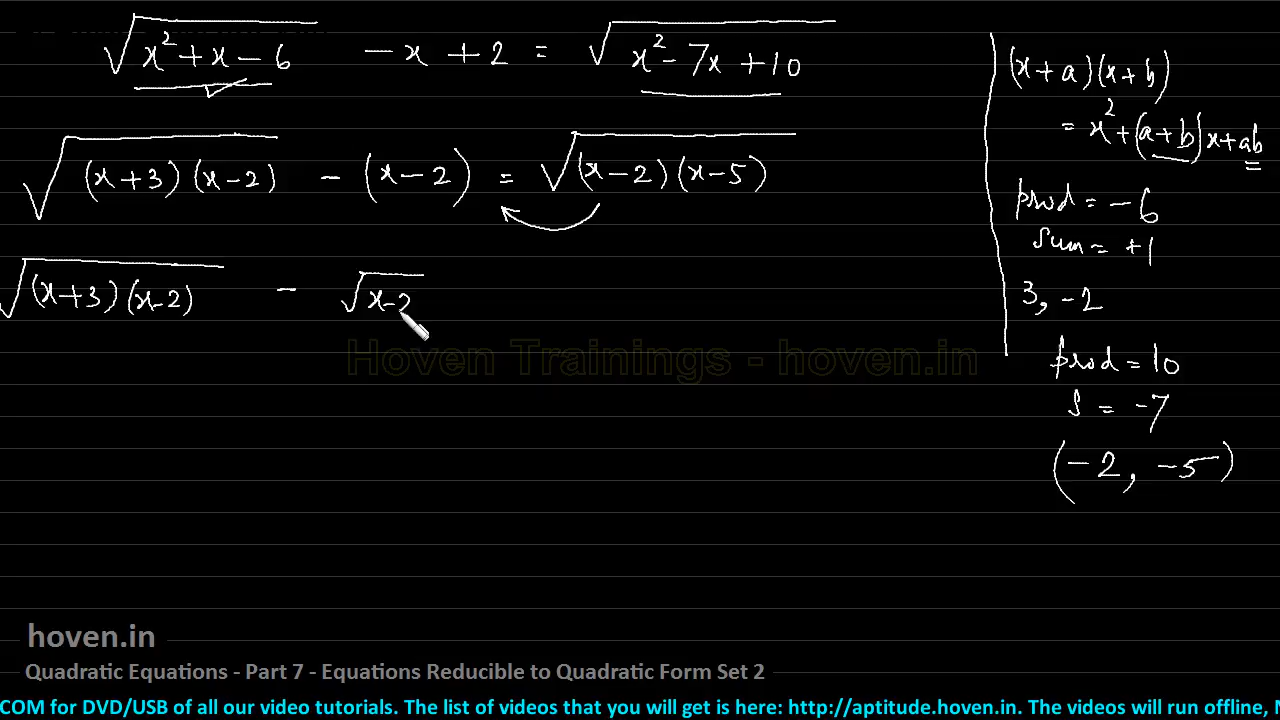 √(x²+x-6) - x + 2 = √(x²-7x+10)
√((x+3)(x-2)) - (x-2) = √((x-2)(x-5))
√((x+3)(x-2)) - √(x-2)
(x+a)(x+b)
= x²+(a+b)x+ab
prod = -6
Sum = +1
3, -2
prod = 10
S = -7
(-2, -5)
Hoven Trainings - hoven.in
hoven.in
Quadratic Equations - Part 7 - Equations Reducible to Quadratic Form Set 2
COM for DVD/USB of all our video tutorials. The list of videos that you will get is here: http://aptitude.hoven.in. The videos will run offline,